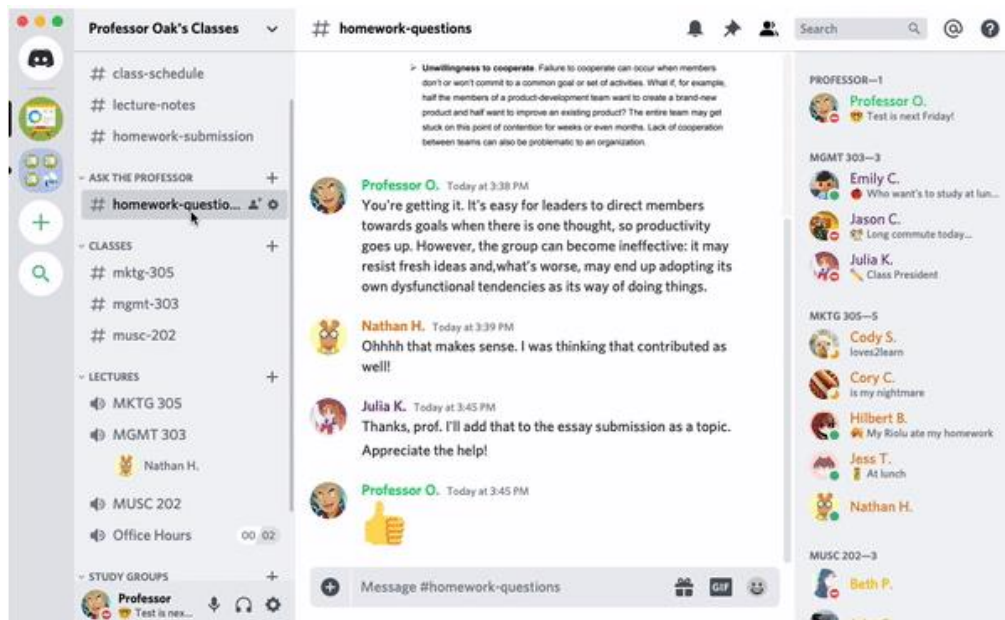 Professor Oak's Classes
# class-schedule
# lecture-notes
# homework-submission
ASK THE PROFESSOR
# homework-questio...
CLASSES
# mktg-305
# mgmt-303
# musc-202
LECTURES
MKTG 305
MGMT 303
Nathan H.
MUSC 202
Office Hours 00 02
STUDY GROUPS
Professor
Test is nex...
# homework-questions
Search
Unwillingness to cooperate. Failure to cooperate can occur when members
don't or won't commit to a common goal or set of activities. What if, for example,
half the members of a product-development team want to create a brand-new
product and half want to improve an existing product? The entire team may get
stuck on this point of contention for weeks or even months. Lack of cooperation
between teams can also be problematic to an organization.
Professor O. Today at 3:38 PM
You're getting it. It's easy for leaders to direct members
towards goals when there is one thought, so productivity
goes up. However, the group can become ineffective: it may
resist fresh ideas and,what's worse, may end up adopting its
own dysfunctional tendencies as its way of doing things.
Nathan H. Today at 3:39 PM
Ohhhh that makes sense. I was thinking that contributed as
well!
Julia K. Today at 3:45 PM
Thanks, prof. I'll add that to the essay submission as a topic.
Appreciate the help!
Professor O. Today at 3:45 PM
Message #homework-questions
GIF
PROFESSOR—1
Professor O.
Test is next Friday!
MGMT 303—3
Emily C.
Who want's to study at lun...
Jason C.
Long commute today...
Julia K.
Class President
MKTG 305—5
Cody S.
loves2learn
Cory C.
is my nightmare
Hilbert B.
My Riolu ate my homework
Jess T.
At lunch
Nathan H.
MUSC 202—3
Beth P.